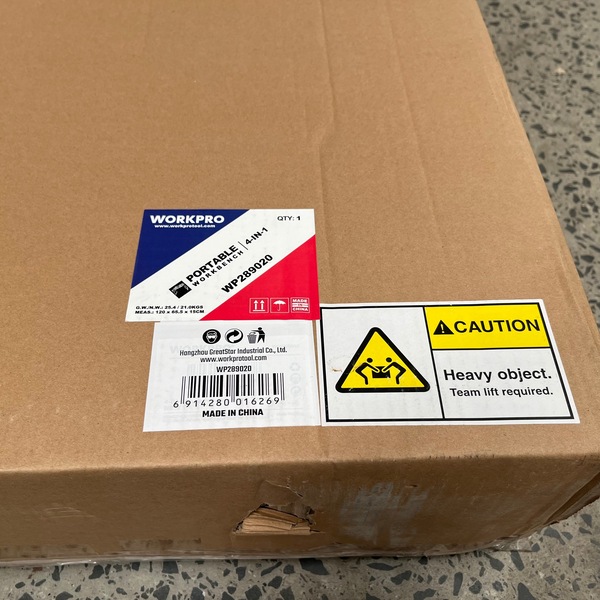 WORKPRO
www.workprotool.com
QTY: 1
PORTABLE
WORKBENCH
4-IN-1
WP289020
G.W./N.W.: 25.4 / 21.0KGS
MEAS.: 120 x 65.5 x 15CM
MADE
IN
CHINA
Hangzhou GreatStar Industrial Co., Ltd.
www.workprotool.com
WP289020
6 914280 016269
MADE IN CHINA
CAUTION
Heavy object.
Team lift required.